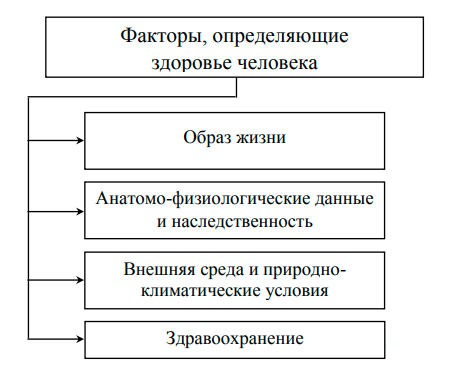 Факторы, определяющие
здоровье человека
Образ жизни
Анатомо-физиологические данные
и наследственность
Внешняя среда и природно-
климатические условия
Здравоохранение